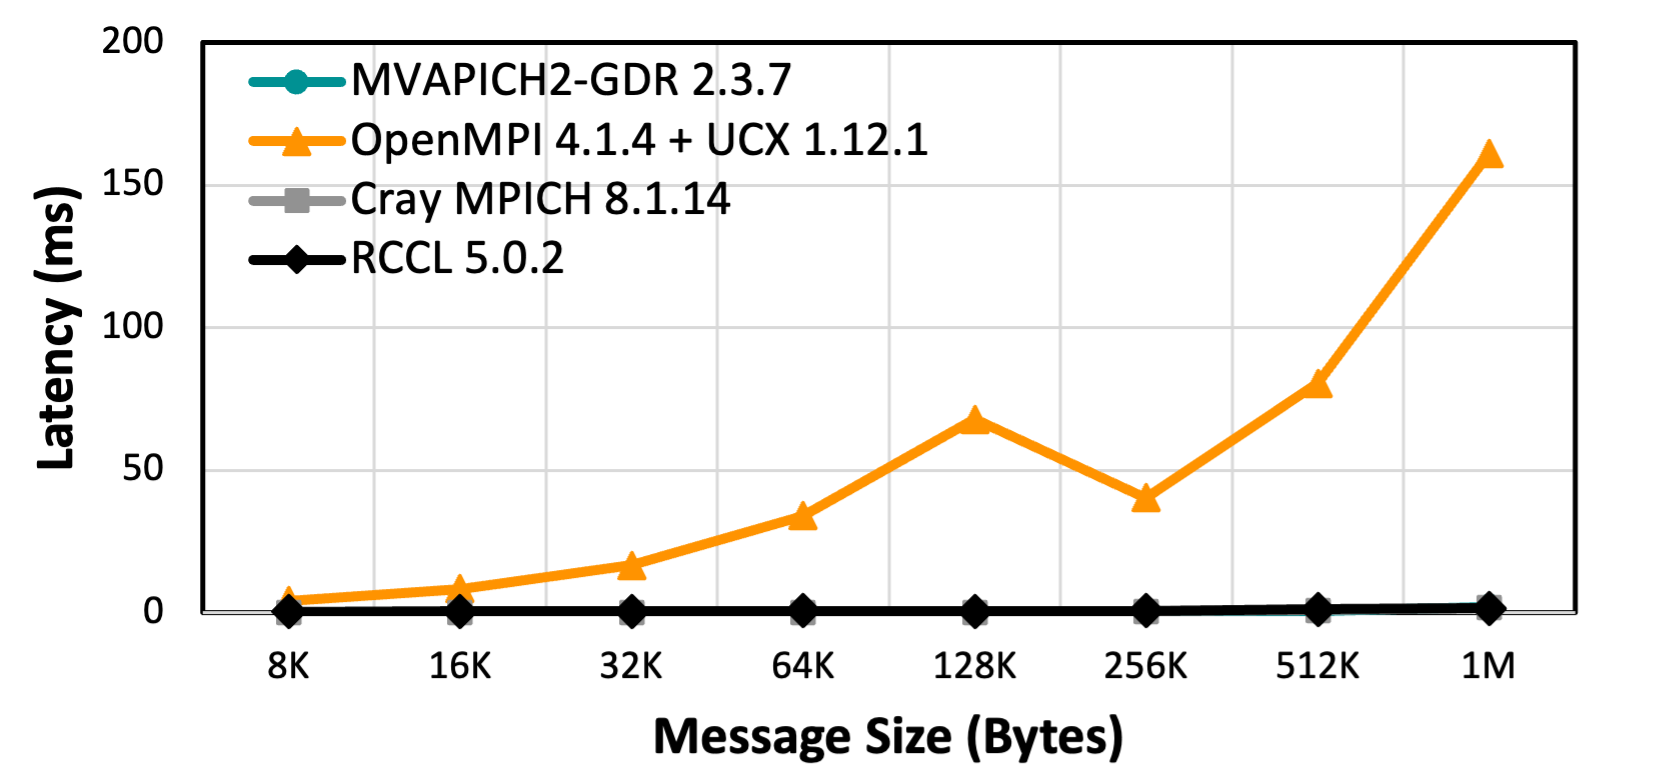 200
150
100
50
0
Latency (ms)
MVAPICH2-GDR 2.3.7
OpenMPI 4.1.4 + UCX 1.12.1
Cray MPICH 8.1.14
RCCL 5.0.2
8K 16K 32K 64K 128K 256K 512K 1M
Message Size (Bytes)